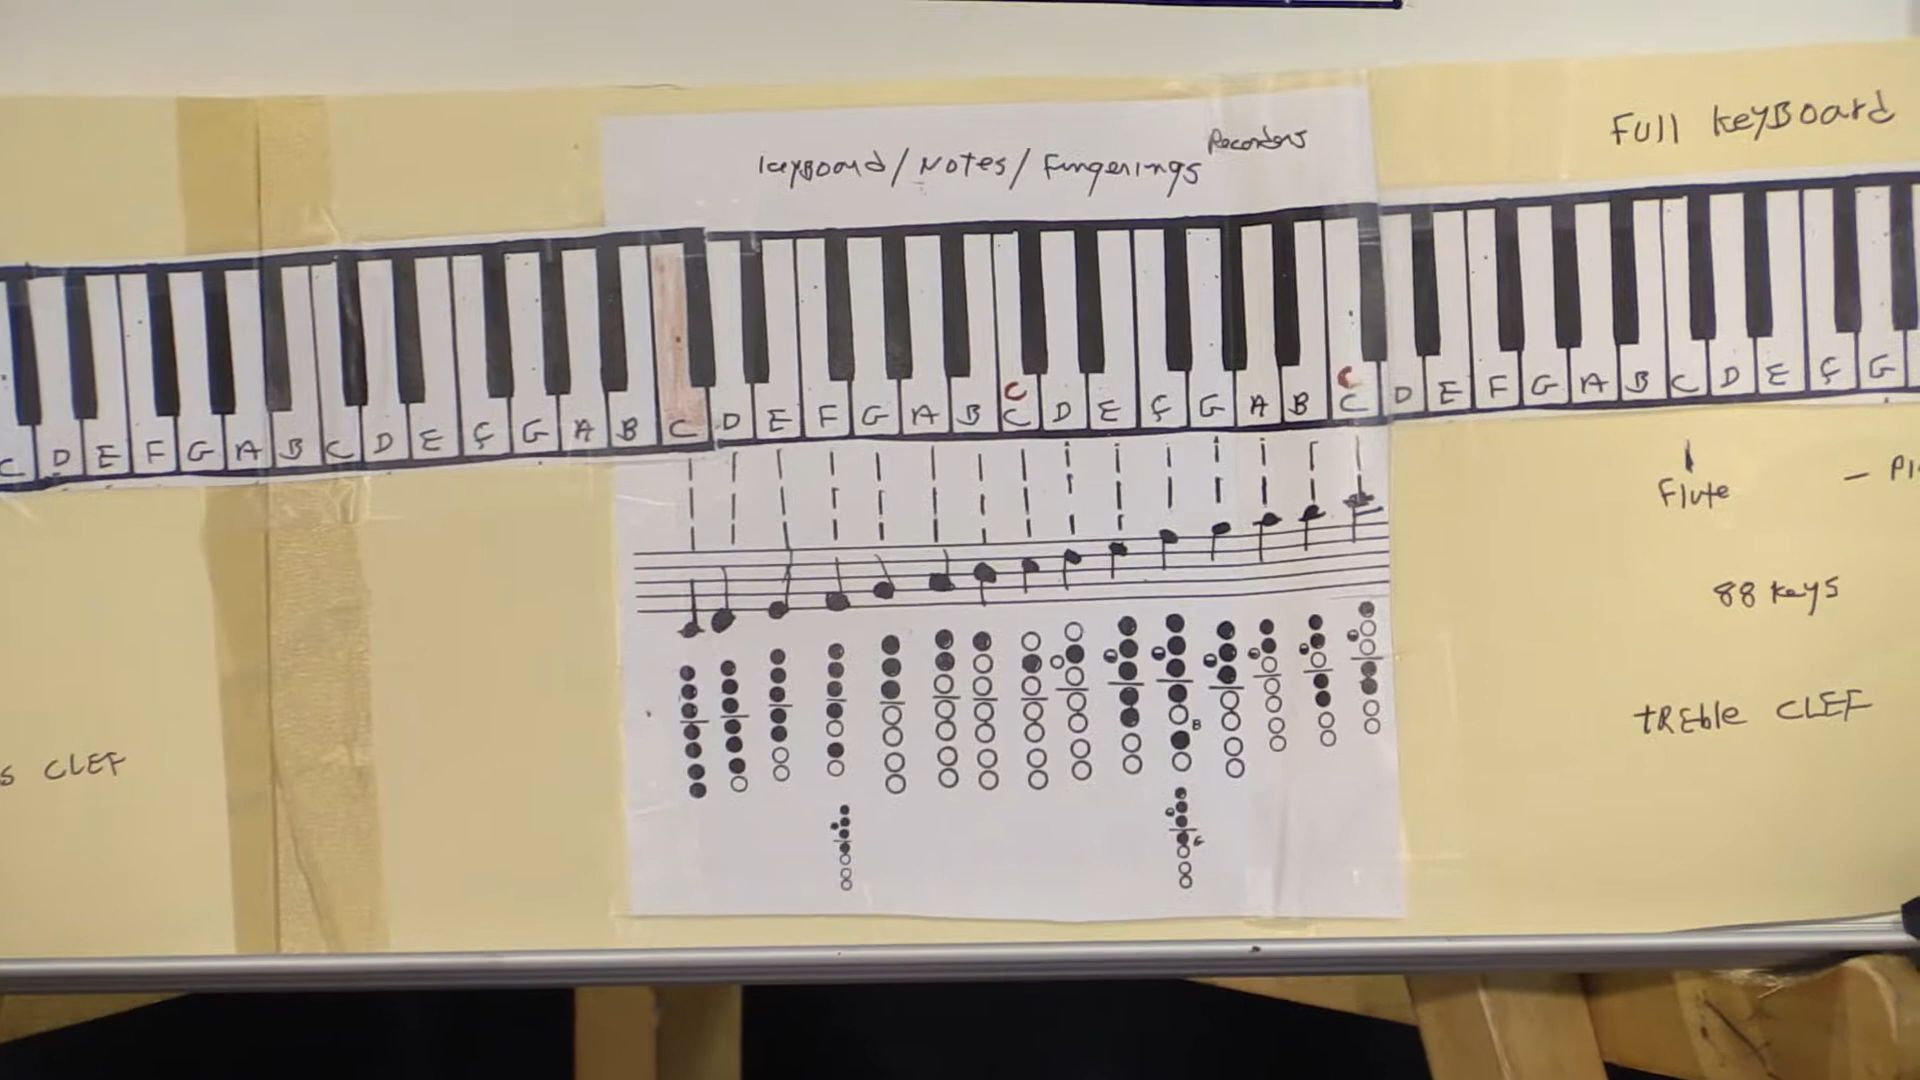 Full KeyBoard
Recorders
KeyBoard / Notes / Fingerings
C D E F G A B C D E F G A B C D E F G A B C D E F G A B C D E F G A B C D E F G
C C
Flute
88 keys
TREble CLEF
CLEF
B